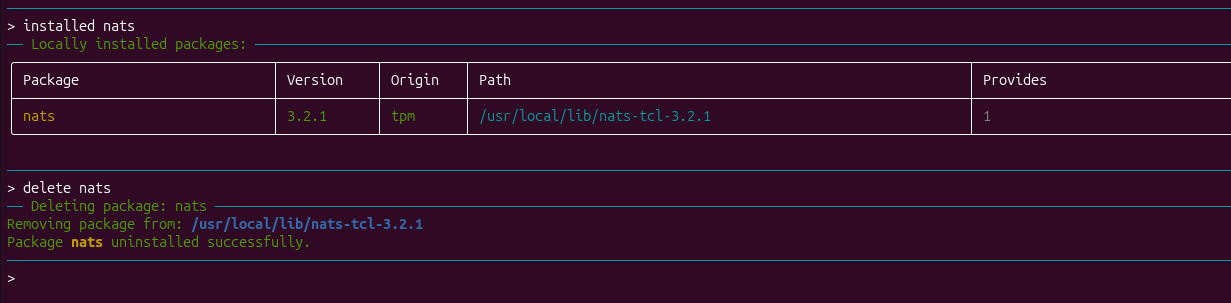 > installed nats
Locally installed packages:
Package Version Origin Path Provides
nats 3.2.1 tpm /usr/local/lib/nats-tcl-3.2.1 1
> delete nats
Deleting package: nats
Removing package from: /usr/local/lib/nats-tcl-3.2.1
Package nats uninstalled successfully.
>